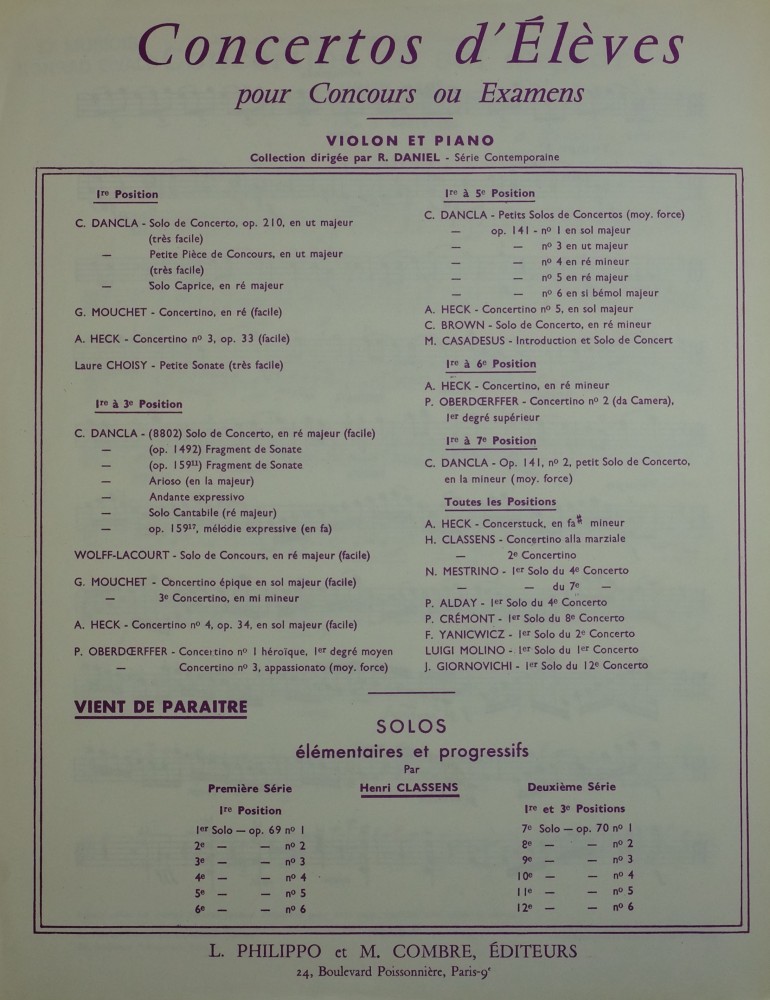 Concertos d'Élèves
pour Concours ou Examens
VIOLON ET PIANO
Collection dirigée par R. DANIEL - Série Contemporaine
Ire Position
C. DANCLA - Solo de Concerto, op. 210, en ut majeur
(très facile)
— Petite Pièce de Concours, en ut majeur
(très facile)
— Solo Caprice, en ré majeur
G. MOUCHET - Concertino, en ré (facile)
A. HECK - Concertino no 3, op. 33 (facile)
Laure CHOISY - Petite Sonate (très facile)
Ire à 3e Position
C. DANCLA - (8802) Solo de Concerto, en ré majeur (facile)
— (op. 1492) Fragment de Sonate
— (op. 159¹¹) Fragment de Sonate
— Arioso (en la majeur)
— Andante expressivo
— Solo Cantabile (ré majeur)
— op. 159¹⁷, mélodie expressive (en fa)
WOLFF-LACOURT - Solo de Concours, en ré majeur (facile)
G. MOUCHET - Concertino épique en sol majeur (facile)
— 3e Concertino, en mi mineur
A. HECK - Concertino no 4, op. 34, en sol majeur (facile)
P. OBERDŒRFFER - Concertino no 1 héroïque, 1er degré moyen
— Concertino no 3, appassionato (moy. force)
Ire à 5e Position
C. DANCLA - Petits Solos de Concertos (moy. force)
— op. 141 - no 1 en sol majeur
— — no 3 en ut majeur
— — no 4 en ré mineur
— — no 5 en ré majeur
— — no 6 en si bémol majeur
A. HECK - Concertino no 5, en sol majeur
C. BROWN - Solo de Concerto, en ré mineur
M. CASADESUS - Introduction et Solo de Concert
Ire à 6e Position
A. HECK - Concertino, en ré mineur
P. OBERDŒRFFER - Concertino no 2 (da Camera),
1er degré supérieur
Ire à 7e Position
C. DANCLA - Op. 141, no 2, petit Solo de Concerto,
en la mineur (moy. force)
Toutes les Positions
A. HECK - Concerstuck, en fa# mineur
H. CLASSENS - Concertino alla marziale
— 2e Concertino
N. MESTRINO - 1er Solo du 4e Concerto
— — du 7e —
P. ALDAY - 1er Solo du 4e Concerto
P. CRÉMONT - 1er Solo du 8e Concerto
F. YANICWICZ - 1er Solo du 2e Concerto
LUIGI MOLINO - 1er Solo du 1er Concerto
J. GIORNOVICHI - 1er Solo du 12e Concerto
VIENT DE PARAITRE
SOLOS
élémentaires et progressifs
Par
Henri CLASSENS
Première Série
Ire Position
1er Solo — op. 69 no 1
2e — — no 2
3e — — no 3
4e — — no 4
5e — — no 5
6e — — no 6
Deuxième Série
Ire et 3e Positions
7e Solo — op. 70 no 1
8e — — no 2
9e — — no 3
10e — — no 4
11e — — no 5
12e — — no 6
L. PHILIPPO et M. COMBRE, ÉDITEURS
24, Boulevard Poissonnière, Paris-9e